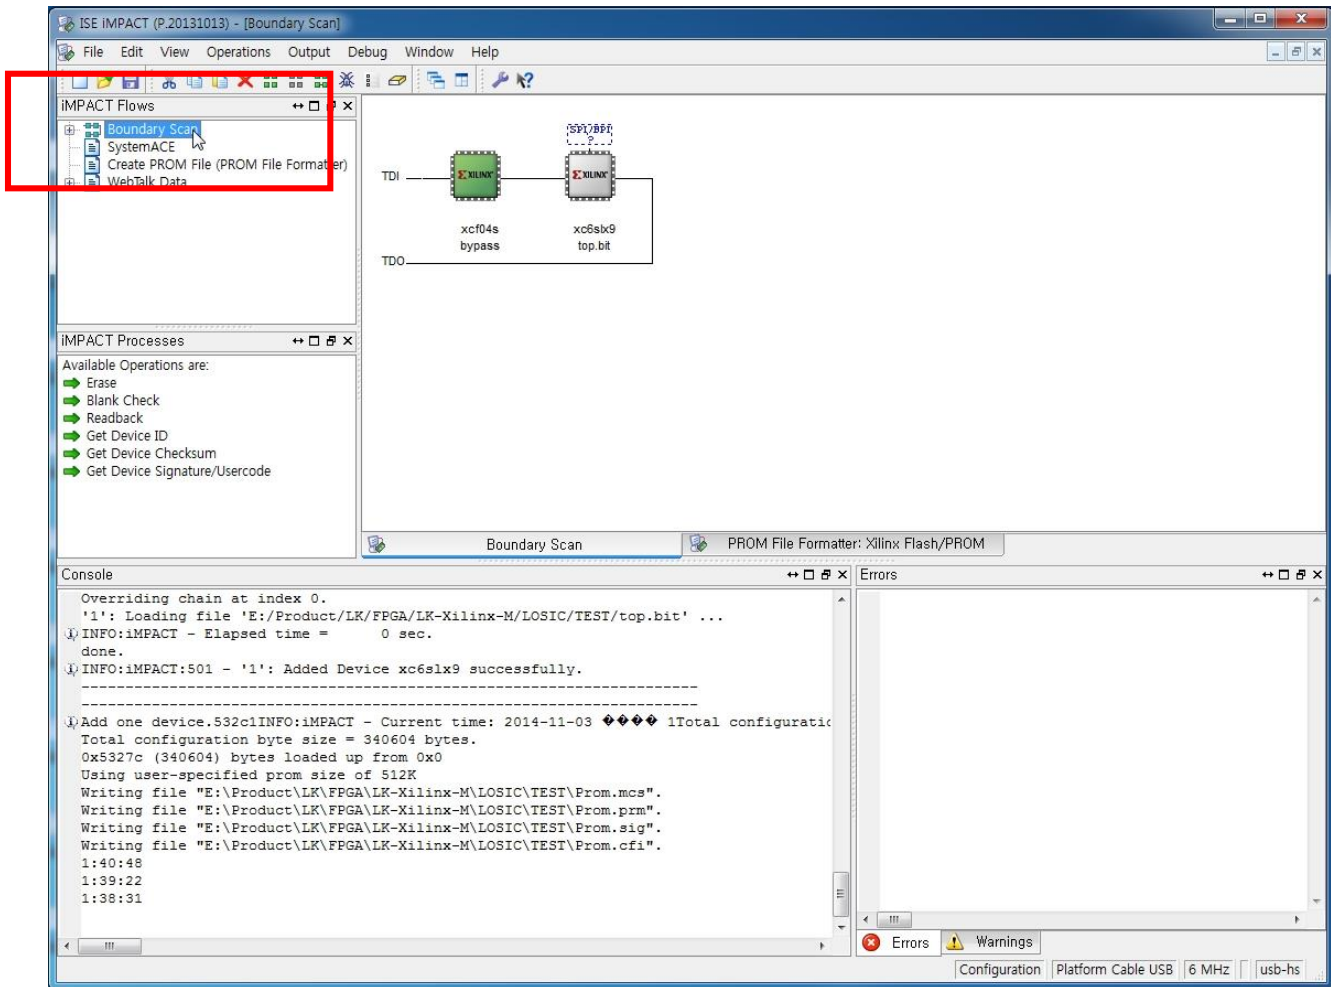 ISE iMPACT (P.20131013) - [Boundary Scan]
File Edit View Operations Output Debug Window Help
iMPACT Flows
Boundary Scan
SystemACE
Create PROM File (PROM File Formatter)
WebTalk Data
TDI
SPI/BPI
?
XILINX
XILINX
xcf04s
bypass
xc6slx9
top.bit
TDO
iMPACT Processes
Available Operations are:
Erase
Blank Check
Readback
Get Device ID
Get Device Checksum
Get Device Signature/Usercode
Boundary Scan
PROM File Formatter: Xilinx Flash/PROM
Console
Overriding chain at index 0.
'1': Loading file 'E:/Product/LK/FPGA/LK-Xilinx-M/LOSIC/TEST/top.bit' ...
INFO:iMPACT - Elapsed time = 0 sec.
done.
INFO:iMPACT:501 - '1': Added Device xc6slx9 successfully.
----------------------------------------------------------------------
----------------------------------------------------------------------
Add one device.532c1INFO:iMPACT - Current time: 2014-11-03 ���� 1Total configuratio
Total configuration byte size = 340604 bytes.
0x5327c (340604) bytes loaded up from 0x0
Using user-specified prom size of 512K
Writing file "E:\Product\LK\FPGA\LK-Xilinx-M\LOSIC\TEST\Prom.mcs".
Writing file "E:\Product\LK\FPGA\LK-Xilinx-M\LOSIC\TEST\Prom.prm".
Writing file "E:\Product\LK\FPGA\LK-Xilinx-M\LOSIC\TEST\Prom.sig".
Writing file "E:\Product\LK\FPGA\LK-Xilinx-M\LOSIC\TEST\Prom.cfi".
1:40:48
1:39:22
1:38:31
Errors
Errors Warnings
Configuration Platform Cable USB 6 MHz usb-hs